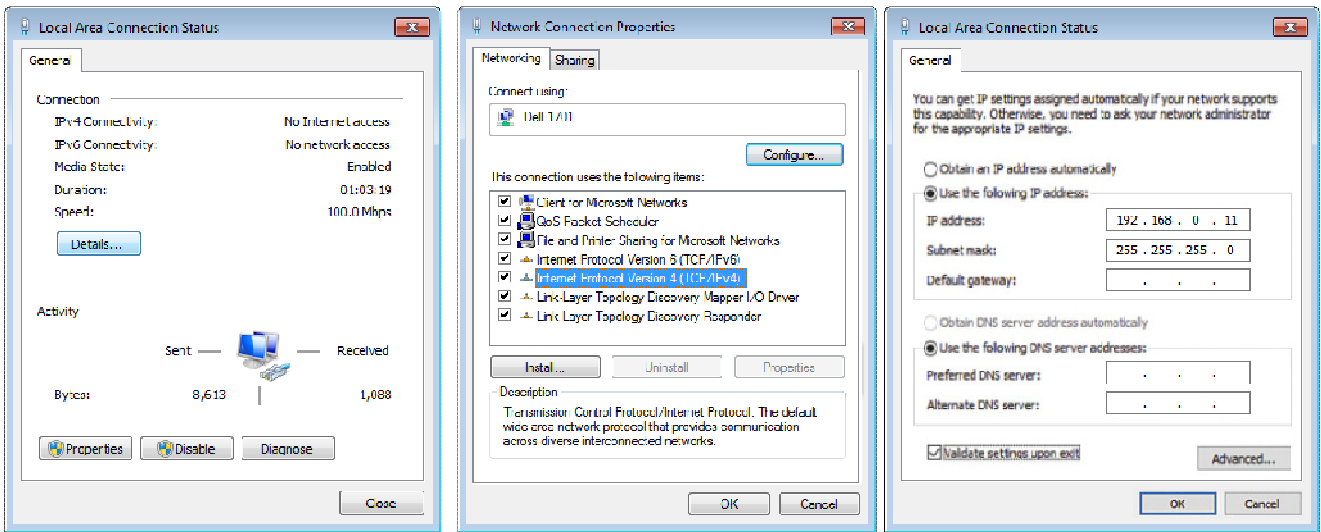 Local Area Connection Status
General
Connection
IPv4 Connectivity: No Internet access
IPv6 Connectivity: No network access
Media State: Enabled
Duration: 01:03:19
Speed: 100.0 Mbps
Details...
Activity
Sent — Received
Bytes: 8,613 1,088
Properties Disable Diagnose
Close
Network Connection Properties
Networking Sharing
Connect using:
Dell
Configure...
This connection uses the following items:
Client for Microsoft Networks
QoS Packet Scheduler
File and Printer Sharing for Microsoft Networks
Internet Protocol Version 6 (TCP/IPv6)
Internet Protocol Version 4 (TCP/IPv4)
Link-Layer Topology Discovery Mapper I/O Driver
Link-Layer Topology Discovery Responder
Install... Uninstall Properties
Description
Transmission Control Protocol/Internet Protocol. The default
wide area network protocol that provides communication
across diverse interconnected networks.
OK Cancel
Local Area Connection Status
General
You can get IP settings assigned automatically if your network supports
this capability. Otherwise, you need to ask your network administrator
for the appropriate IP settings.
Obtain an IP address automatically
Use the following IP address:
IP address: 192 . 168 . 0 . 11
Subnet mask: 255 . 255 . 255 . 0
Default gateway: . . .
Obtain DNS server address automatically
Use the following DNS server addresses:
Preferred DNS server: . . .
Alternate DNS server: . . .
Validate settings upon exit
Advanced...
OK Cancel